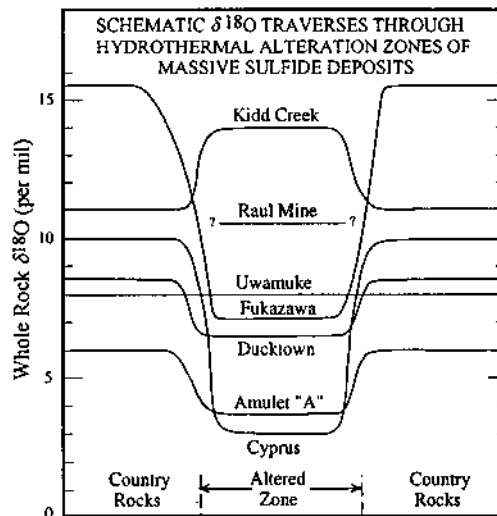 SCHEMATIC δ18O TRAVERSES THROUGH
HYDROTHERMAL ALTERATION ZONES OF
MASSIVE SULFIDE DEPOSITS
Whole Rock δ18O (per mil)
15
10
5
0
Kidd Creek
? Raul Mine ?
Uwamuke
Fukazawa
Ducktown
Amulet "A"
Cyprus
Country
Rocks
Altered
Zone
Country
Rocks